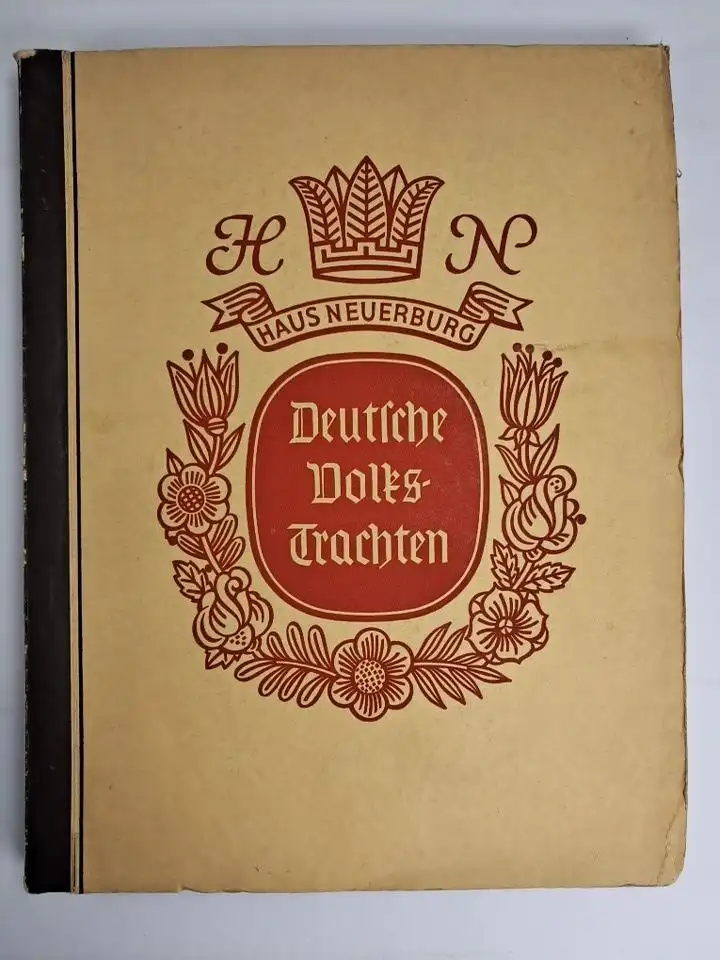 H N
HAUS NEUERBURG
Deutſche
Volks-
Trachten